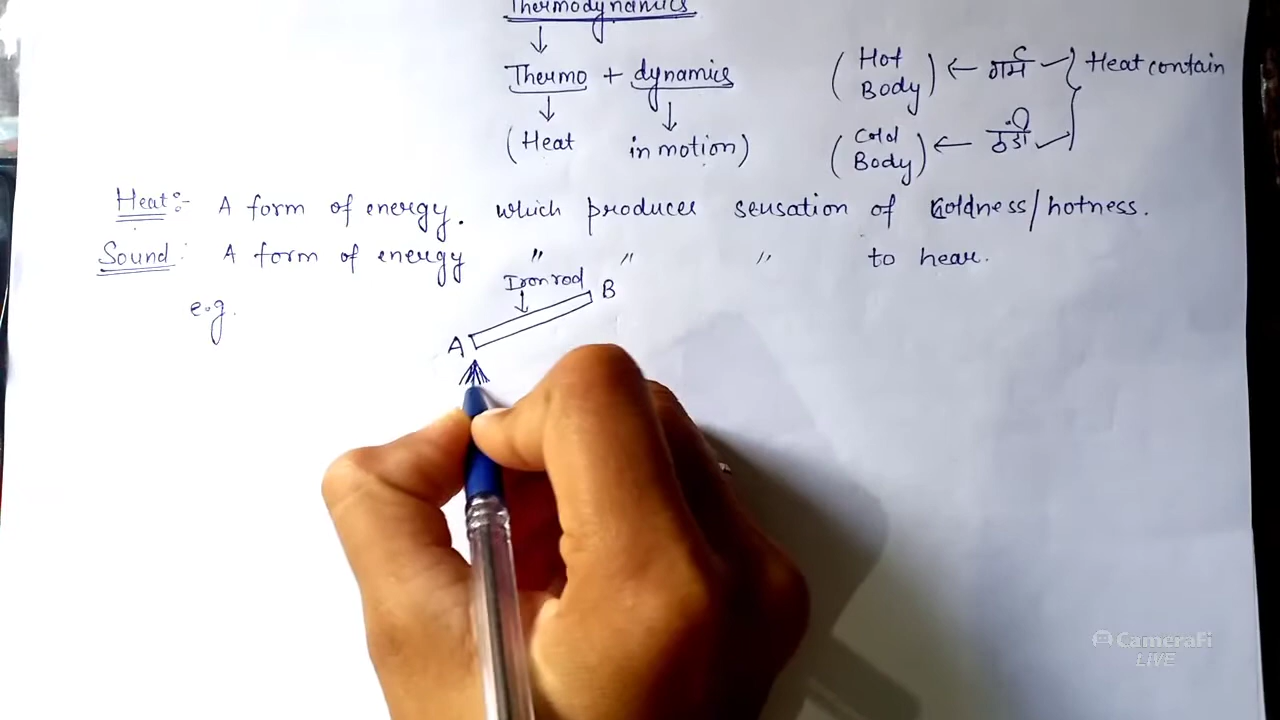 Thermodynamics
Thermo + dynamics
(Heat in motion)
(Hot Body) ← गर्म
Heat contain
(Cold Body) ← ठंडी
Heat:- A form of energy. which produces sensation of Coldness/hotness.
Sound: A form of energy " " " to hear.
e.g.
Iron rod
B
A
CameraFi
LIVE